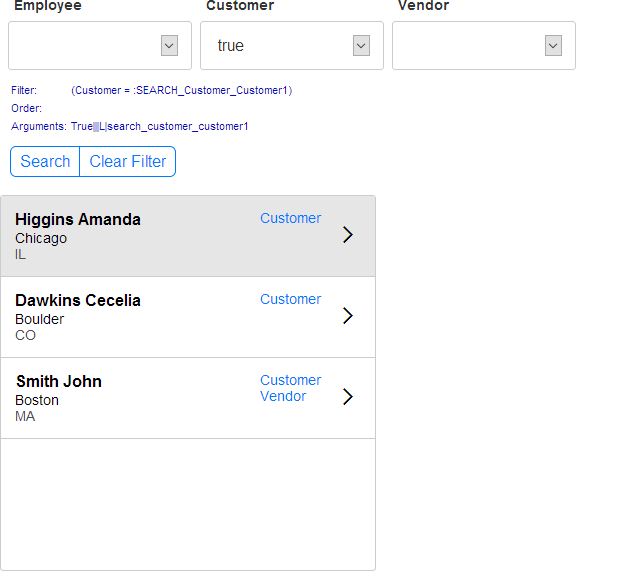 Employee Customer Vendor
true
Filter: (Customer = :SEARCH_Customer_Customer1)
Order:
Arguments: True||L|search_customer_customer1
Search Clear Filter
Higgins Amanda Customer
Chicago
IL
Dawkins Cecelia Customer
Boulder
CO
Smith John Customer
Boston Vendor
MA